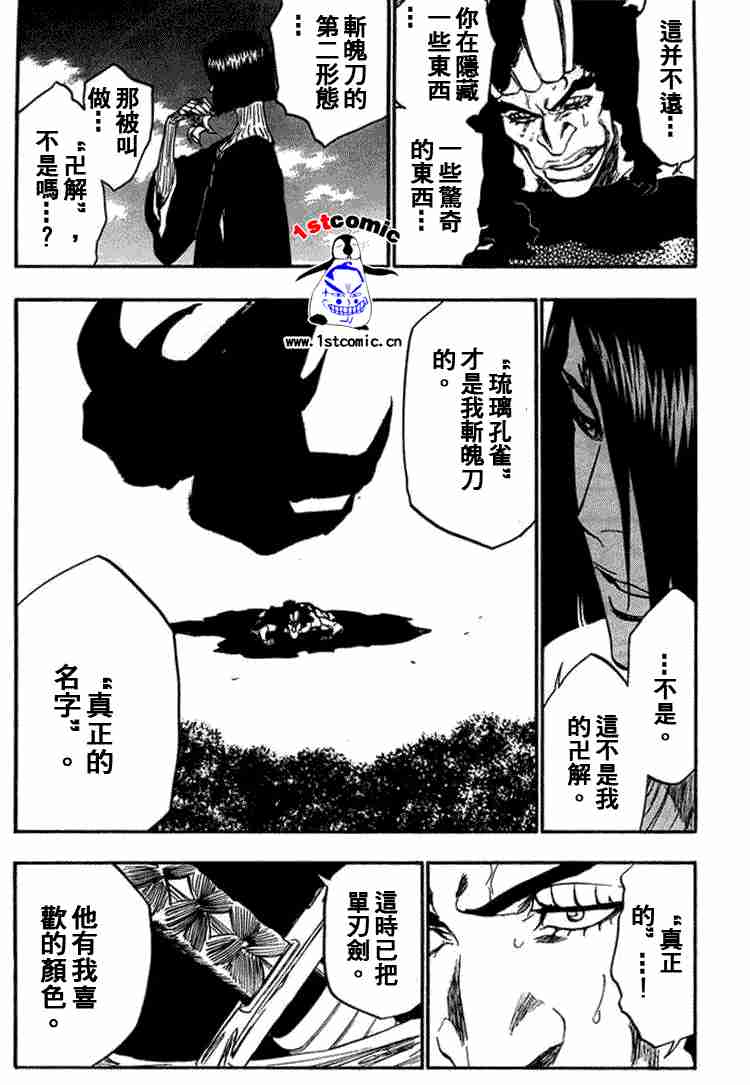 這并不遠…
你在隱藏
一些東西
…
一些驚奇
的東西…
斬魄刀的
第二形態
…
那被叫
做…
"卍解",
不是嗎…?
1stcomic
www.1stcomic.cn
…不是。
這不是我
的卍解。
"琉璃孔雀"
才是我斬魄刀
的。
"真正的
名字"。
"真正
的"…!
這時已把
單刃劍。
他有我喜
歡的顏色。